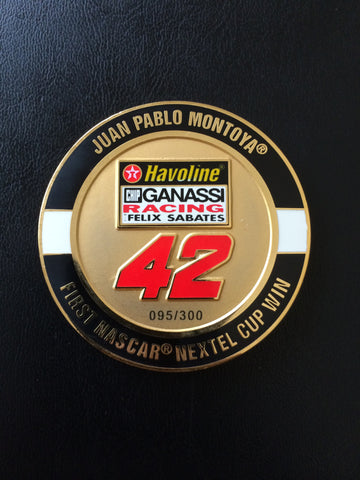 JUAN PABLO MONTOYA®
Havoline
CHIP GANASSI
RACING
FELIX SABATES
42
095/300
FIRST NASCAR® NEXTEL CUP WIN